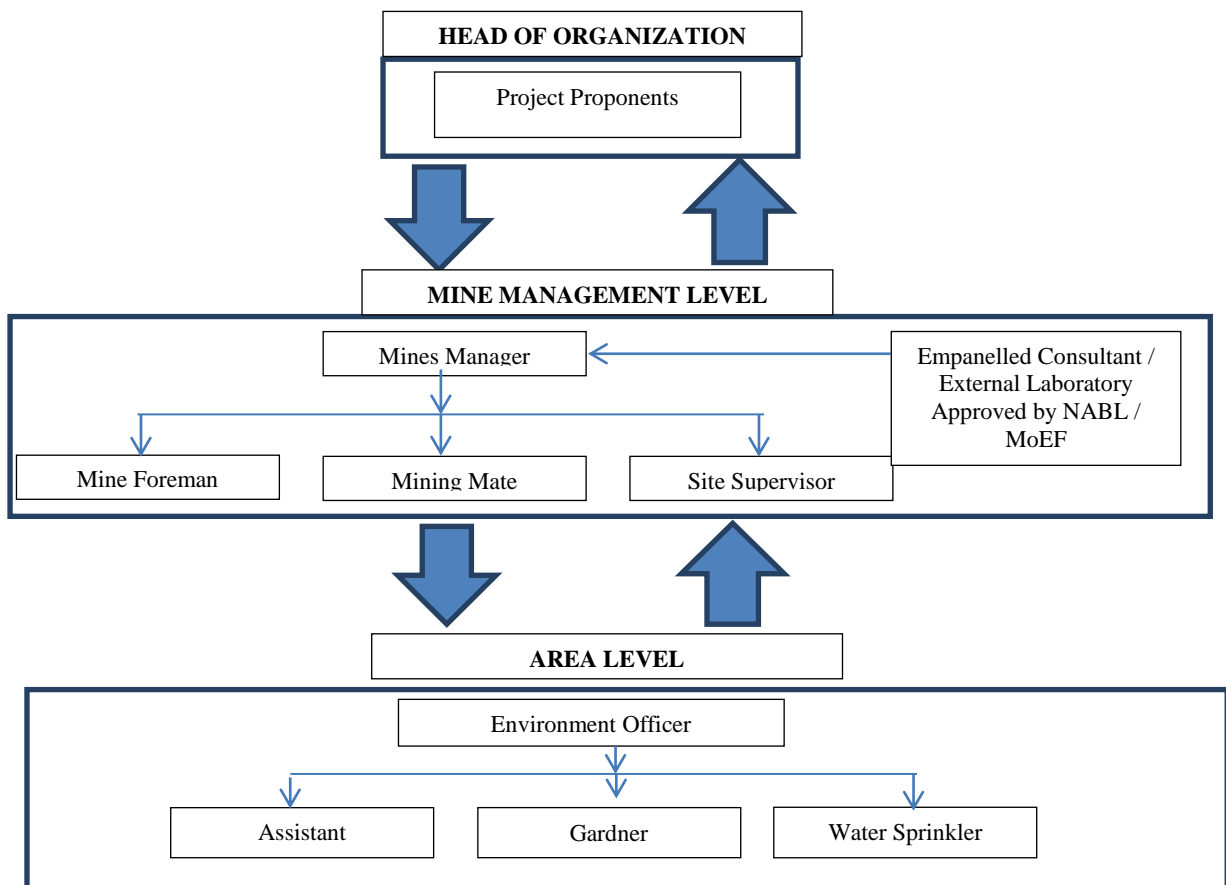 HEAD OF ORGANIZATION
Project Proponents
MINE MANAGEMENT LEVEL
Mines Manager
Empanelled Consultant /
External Laboratory
Approved by NABL /
MoEF
Mine Foreman
Mining Mate
Site Supervisor
AREA LEVEL
Environment Officer
Assistant
Gardner
Water Sprinkler